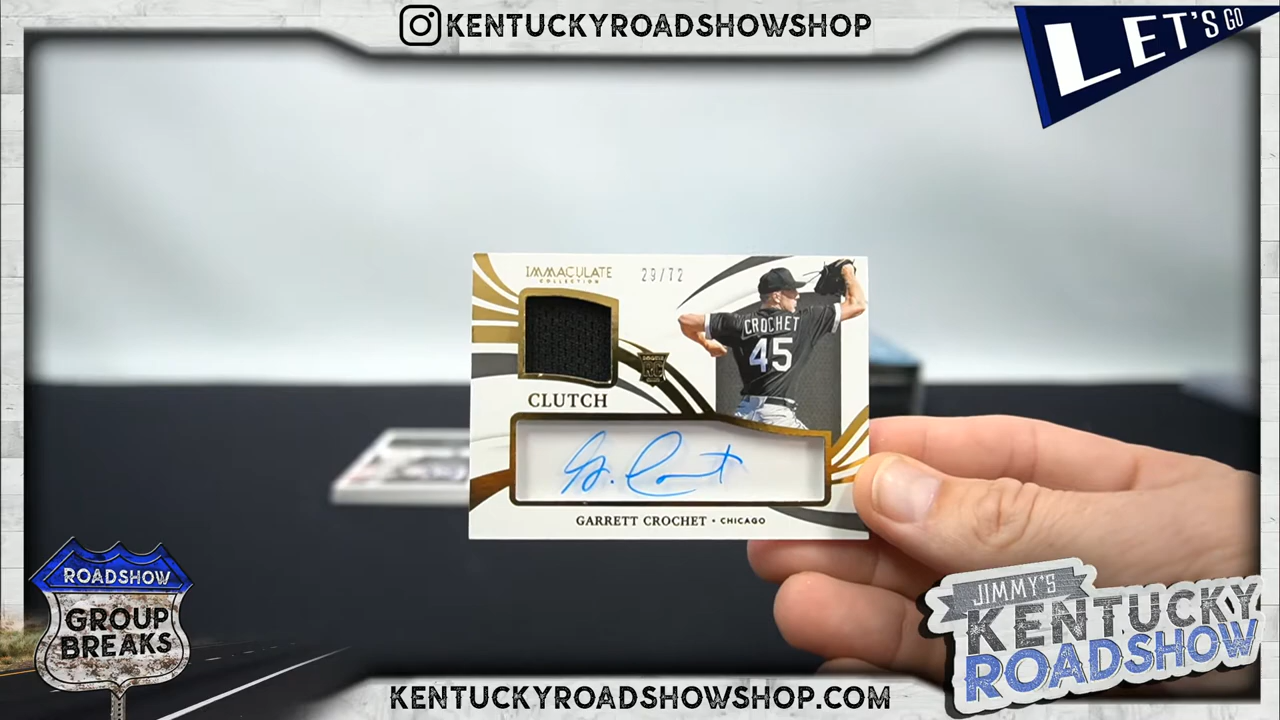 KENTUCKYROADSHOWSHOP
LET'S GO
IMMACULATE
COLLECTION
29/72
CROCHET
45
RC
CLUTCH
GARRETT CROCHET • CHICAGO
ROADSHOW
GROUP
BREAKS
JIMMY'S
KENTUCKY
ROADSHOW
KENTUCKYROADSHOWSHOP.COM